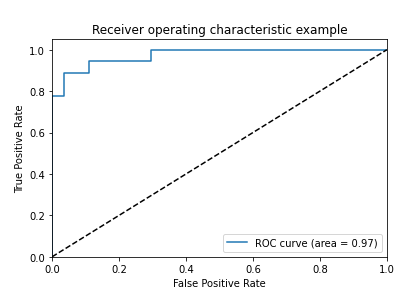 Receiver operating characteristic example
True Positive Rate
1.0
0.8
0.6
0.4
0.2
0.0
ROC curve (area = 0.97)
0.0 0.2 0.4 0.6 0.8 1.0
False Positive Rate